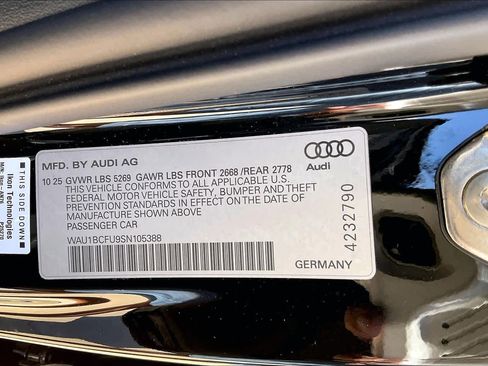 MFD. BY AUDI AG
Audi
10 25 GVWR LBS 5269 GAWR LBS FRONT 2668 /REAR 2778
THIS VEHICLE CONFORMS TO ALL APPLICABLE U.S.
FEDERAL MOTOR VEHICLE SAFETY, BUMPER AND THEFT
PREVENTION STANDARDS IN EFFECT ON THE DATE OF
MANUFACTURE SHOWN ABOVE
PASSENGER CAR
WAU1BCFU9SN105388
GERMANY
4232790
THIS SIDE DOWN
Ikon Technologies